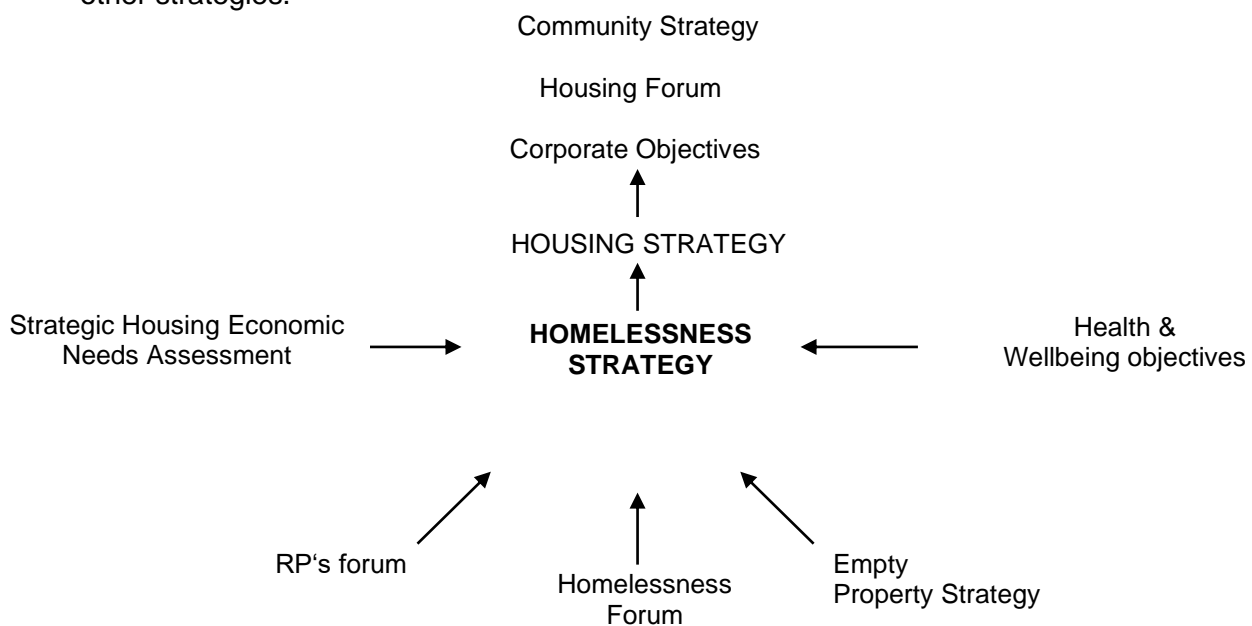 other strategies.
Community Strategy
Housing Forum
Corporate Objectives
HOUSING STRATEGY
Strategic Housing Economic
Needs Assessment
HOMELESSNESS
STRATEGY
Health &
Wellbeing objectives
RP‘s forum
Homelessness
Forum
Empty
Property Strategy